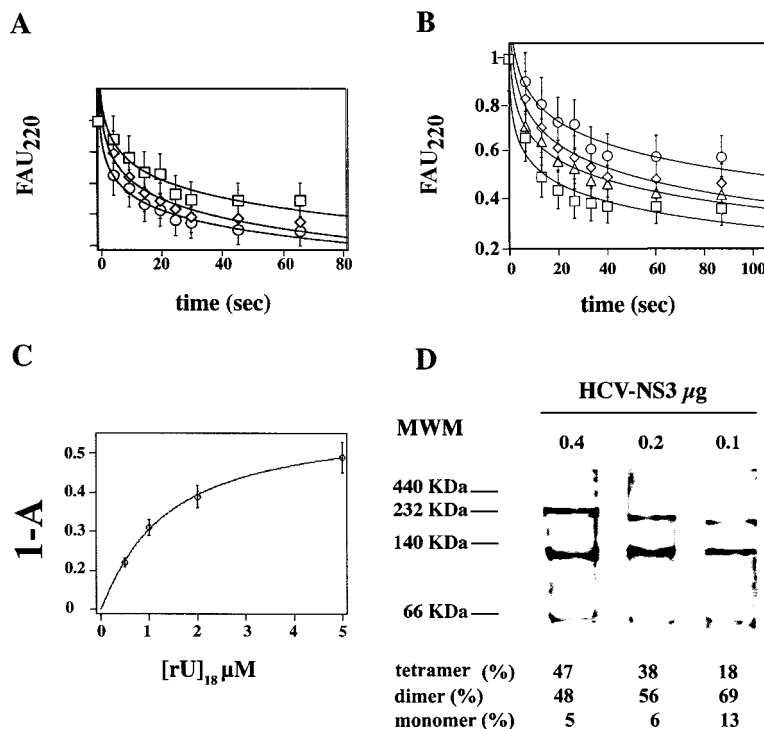 A
B
FAU220
0
20
40
60
80
time (sec)
FAU220
1
0.8
0.6
0.4
0.2
0
20
40
60
80
100
time (sec)
C
D
1-A
0.5
0.4
0.3
0.2
0
0
1
2
3
4
5
[rU]18 µM
HCV-NS3 µg
MWM
0.4 0.2 0.1
440 KDa
232 KDa
140 KDa
66 KDa
tetramer (%) 47 38 18
dimer (%) 48 56 69
monomer (%) 5 6 13